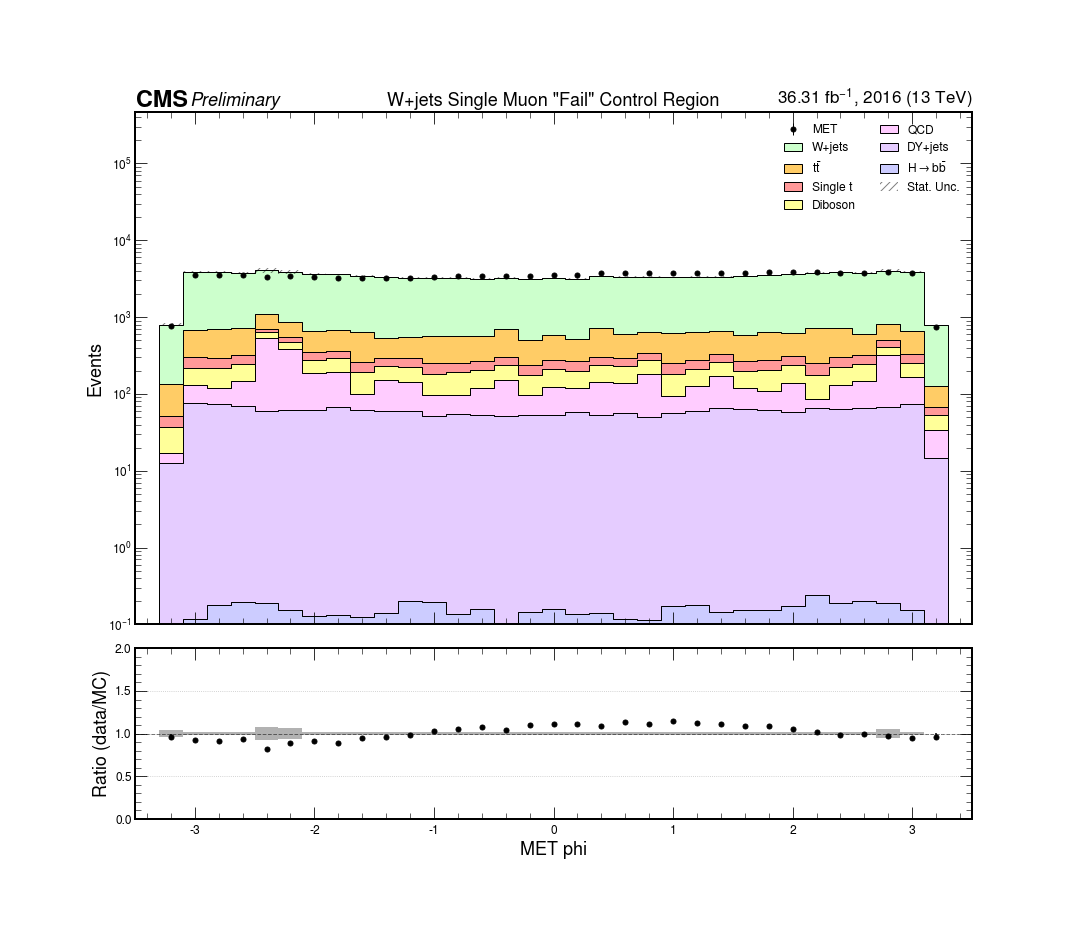 CMS Preliminary W+jets Single Muon "Fail" Control Region 36.31 fb⁻¹, 2016 (13 TeV)
MET QCD
W+jets DY+jets
tt̄ H→bb̄
Single t Stat. Unc.
Diboson
Events
10⁵
10⁴
10³
10²
10¹
10⁰
10⁻¹
Ratio (data/MC)
2.0
1.5
1.0
0.5
0.0
-3 -2 -1 0 1 2 3
MET phi